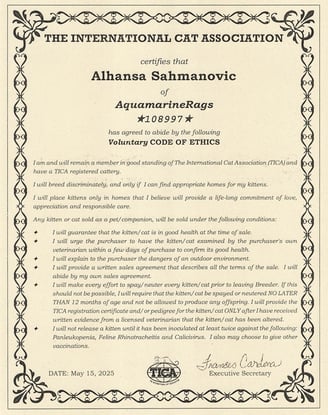 THE INTERNATIONAL CAT ASSOCIATION
certifies that
Alhansa Sahmanovic
of
AquamarineRags
★108997★
has agreed to abide by the following
Voluntary CODE OF ETHICS
I am and will remain a member in good standing of The International Cat Association (TICA) and
have a TICA registered cattery.
I will breed discriminately, and only if I can find appropriate homes for my kittens.
I will place kittens only in homes that I believe will provide a life-long commitment of love,
appreciation and responsible care.
Any kitten or cat sold as a pet/companion, will be sold under the following conditions:
✦ I will guarantee that the kitten/cat is in good health at the time of sale.
✦ I will urge the purchaser to have the kitten/cat examined by the purchaser's own
veterinarian within a few days of purchase to confirm its good health.
✦ I will explain to the purchaser the dangers of an outdoor environment.
✦ I will provide a written sales agreement that describes all the terms of the sale. I will
abide by my own sales agreement.
✦ I will make every effort to spay/neuter every kitten/cat prior to leaving Breeder. If this
should not be possible, I will require that the kitten/cat be spayed or neutered NO LATER
THAN 12 months of age and not be allowed to produce any offspring. I will provide the
TICA registration certificate and/or pedigree for the kitten/cat ONLY after I have received
written evidence from a licensed veterinarian that the kitten/cat has been altered.
✦ I will not release a kitten until it has been inoculated at least twice against the following:
Panleukopenia, Feline Rhinotracheitis and Calicivirus. I also may choose to give other
vaccinations.
DATE: May 15, 2025
TICA
Frances Cardona
Executive Secretary